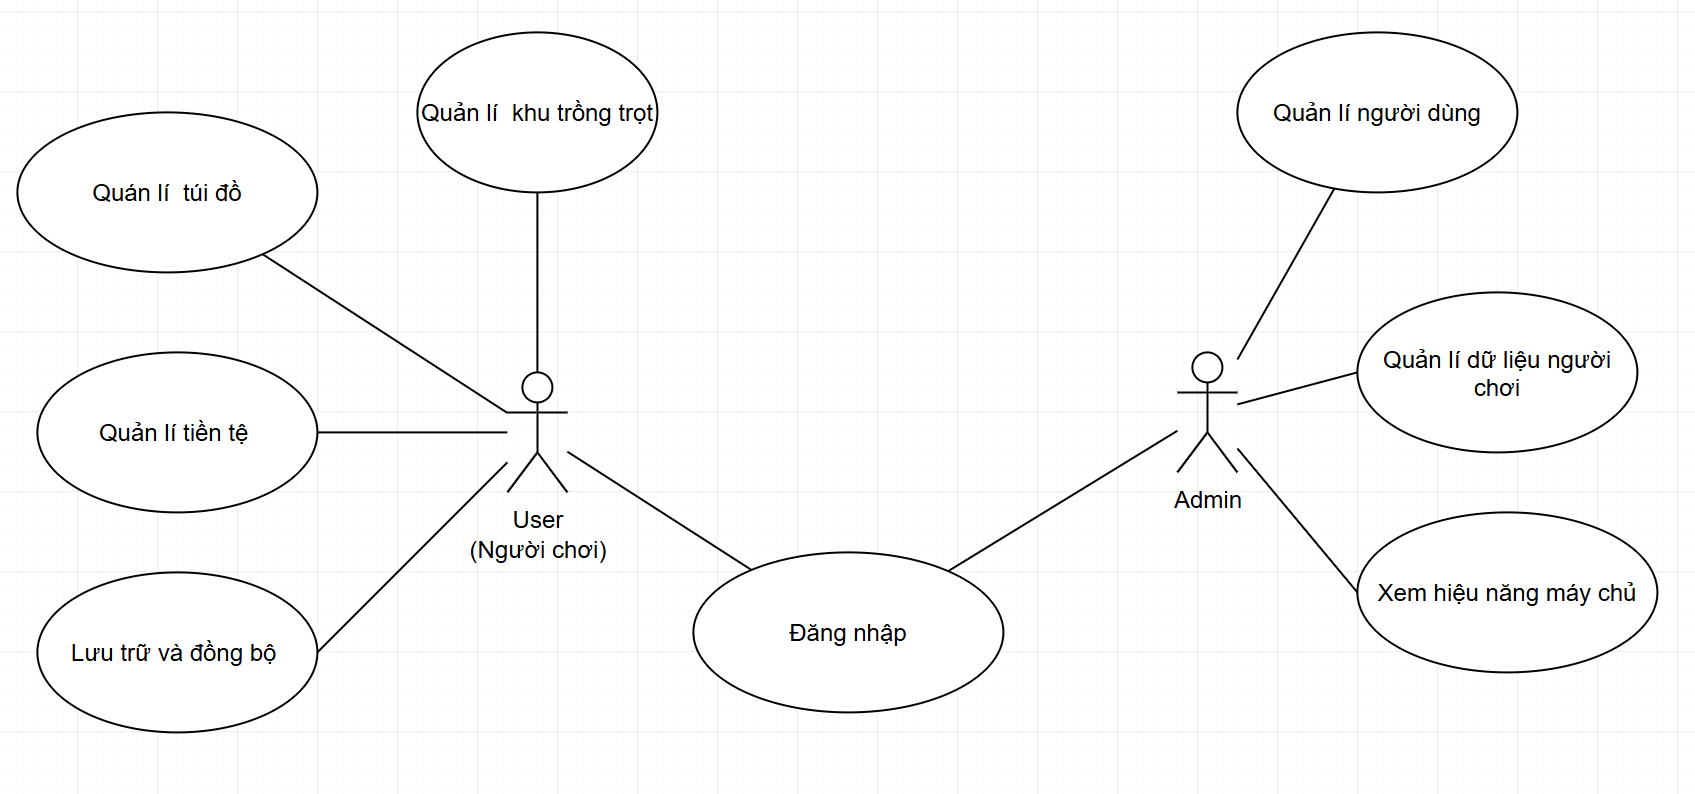 Quản lí  khu trồng trọt
Quản lí người dùng
Quán lí  túi đồ
Quản lí dữ liệu người
chơi
Quản lí tiền tệ
Admin
User
(Người chơi)
Xem hiệu năng máy chủ
Đăng nhập
Lưu trữ và đồng bộ